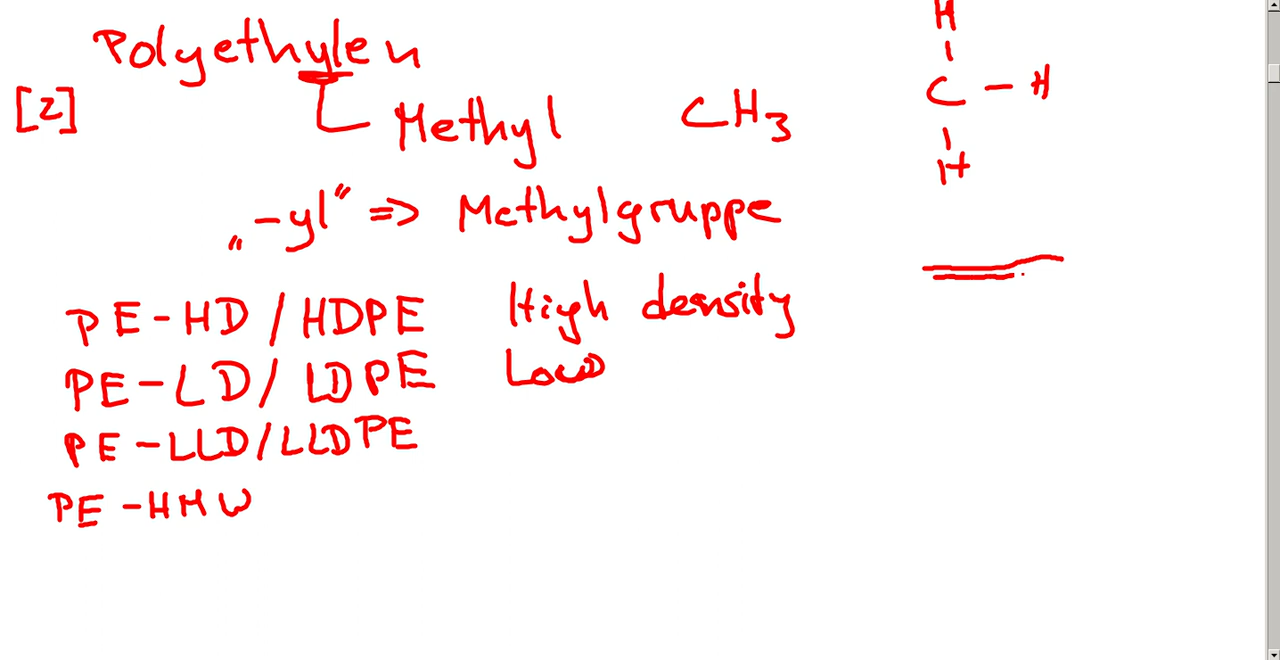 Polyethylen
[2]
Methyl CH3
„-yl“ => Methylgruppe
PE-HD / HDPE High density
PE-LD / LDPE Low
PE-LLD / LLDPE
PE-HMW
H
C - H
H